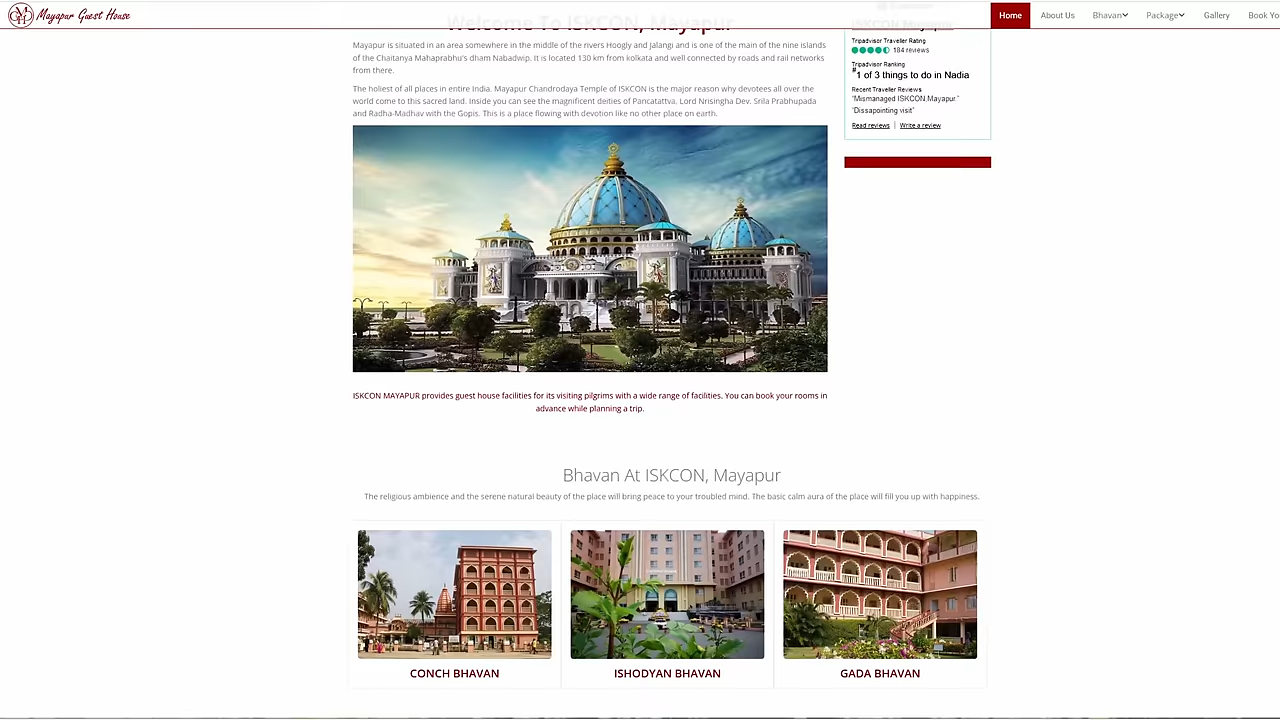 Mayapur Guest House
Home
About Us
Bhavan
Package
Gallery
Book Yo
Welcome To ISKCON, Mayapur
Mayapur is situated in an area somewhere in the middle of the rivers Hoogly and Jalangi and is one of the main of the nine islands
of the Chaitanya Mahaprabhu's dham Nabadwip. It is located 130 km from kolkata and well connected by roads and rail networks
from there.
The holiest of all places in entire India. Mayapur Chandrodaya Temple of ISKCON is the major reason why devotees all over the
world come to this sacred land. Inside you can see the magnificent deities of Pancatattva, Lord Nrisingha Dev. Srila Prabhupada
and Radha-Madhav with the Gopis. This is a place flowing with devotion like no other place on earth.
ISKCON MAYAPUR provides guest house facilities for its visiting pilgrims with a wide range of facilities. You can book your rooms in
advance while planning a trip.
Tripadvisor Traveller Rating
184 reviews
Tripadvisor Ranking
#1 of 3 things to do in Nadia
Recent Traveller Reviews
"Mismanaged ISKCON,Mayapur "
"Dissapointing visit"
Read reviews | Write a review
Bhavan At ISKCON, Mayapur
The religious ambience and the serene natural beauty of the place will bring peace to your troubled mind. The basic calm aura of the place will fill you up with happiness.
CONCH BHAVAN
ISHODYAN BHAVAN
GADA BHAVAN